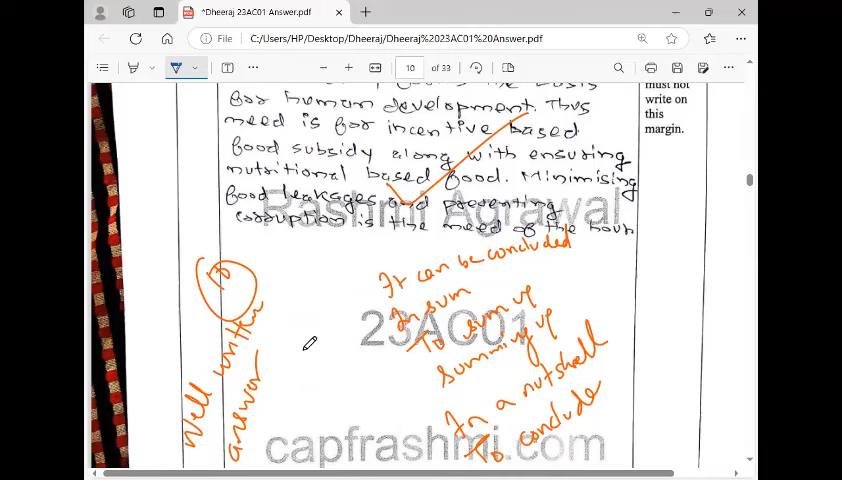 *Dheeraj 23AC01 Answer.pdf
File
C:/Users/HP/Desktop/Dheeraj/Dheeraj%2023AC01%20Answer.pdf
10 of 33
for human development. Thus
need is for incentive based
food subsidy along with ensuring
nutritional based food. Minimising
food leakages and preventing
corruption is the need of the hour
must not
write on
this
margin.
Rashmi Agrawal
It can be concluded
In sum
To sum up
Summing up
In a nutshell
To conclude
Well written
answer
23AC01
capfrashmi.com